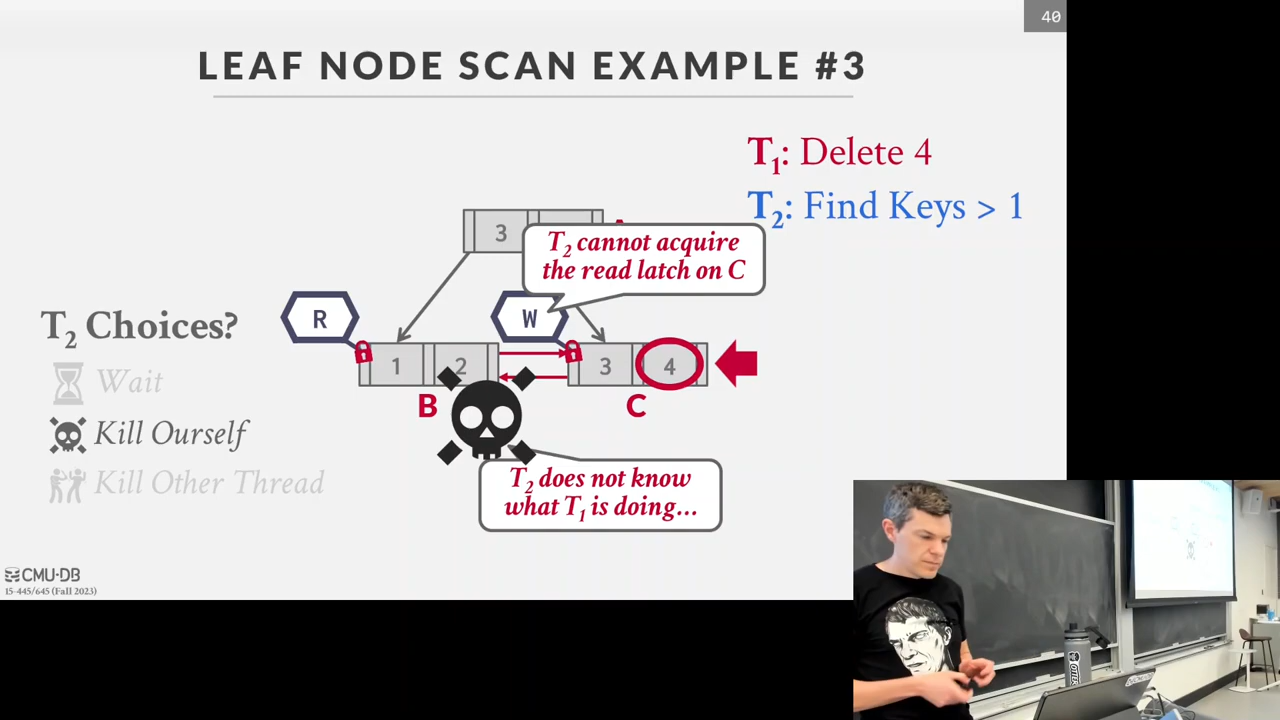 40
LEAF NODE SCAN EXAMPLE #3
T1: Delete 4
T2: Find Keys > 1
3
T2 cannot acquire
the read latch on C
T2 Choices?
R
W
Wait
1
2
3
4
Kill Ourself
B
C
Kill Other Thread
T2 does not know
what T1 is doing...
CMU·DB
15-445/645 (Fall 2023)